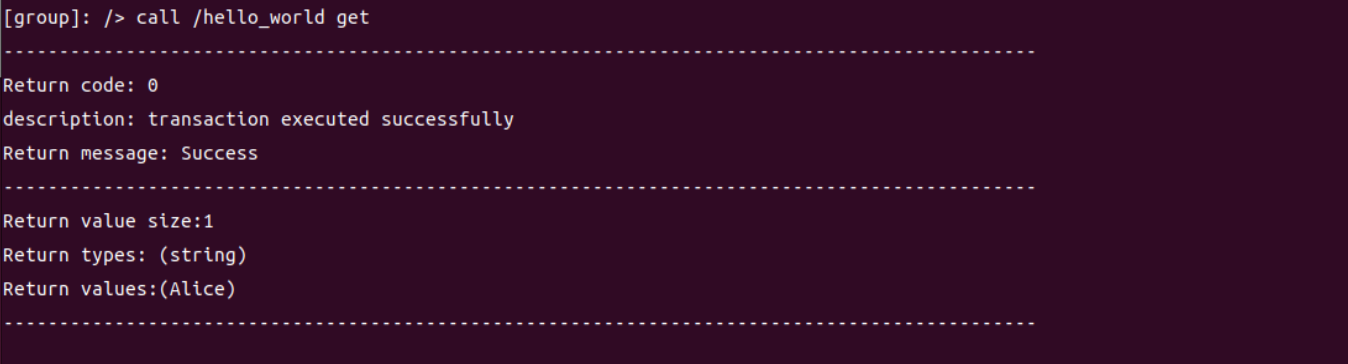 [group]: /> call /hello_world get
---------------------------------------------------------------------------------------------
Return code: 0
description: transaction executed successfully
Return message: Success
---------------------------------------------------------------------------------------------
Return value size:1
Return types: (string)
Return values:(Alice)
---------------------------------------------------------------------------------------------